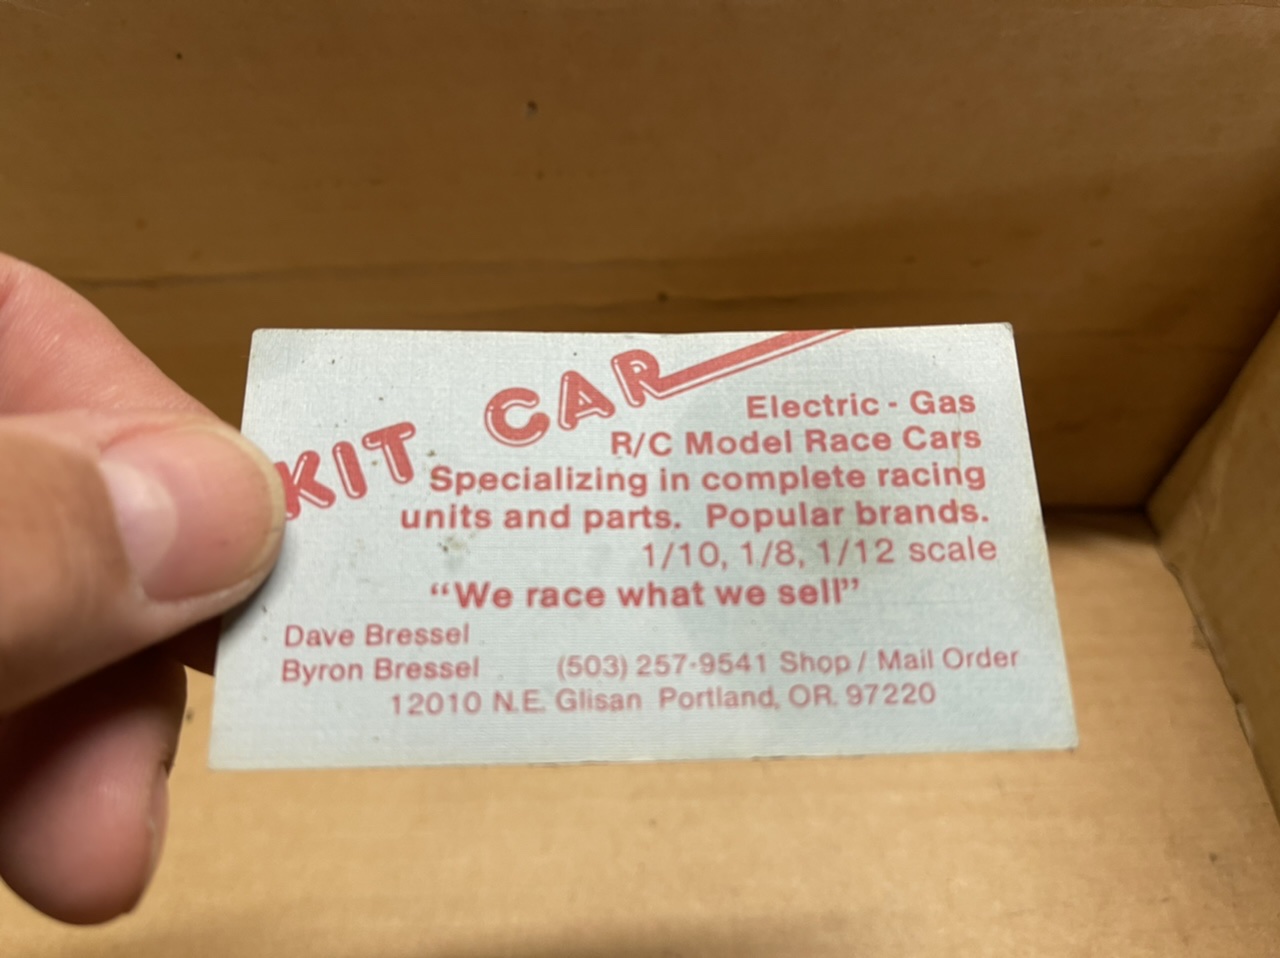 KIT CAR
Electric - Gas
R/C Model Race Cars
Specializing in complete racing
units and parts. Popular brands.
1/10, 1/8, 1/12 scale
“We race what we sell”
Dave Bressel
Byron Bressel (503) 257-9541 Shop / Mail Order
12010 N.E. Glisan Portland, OR. 97220